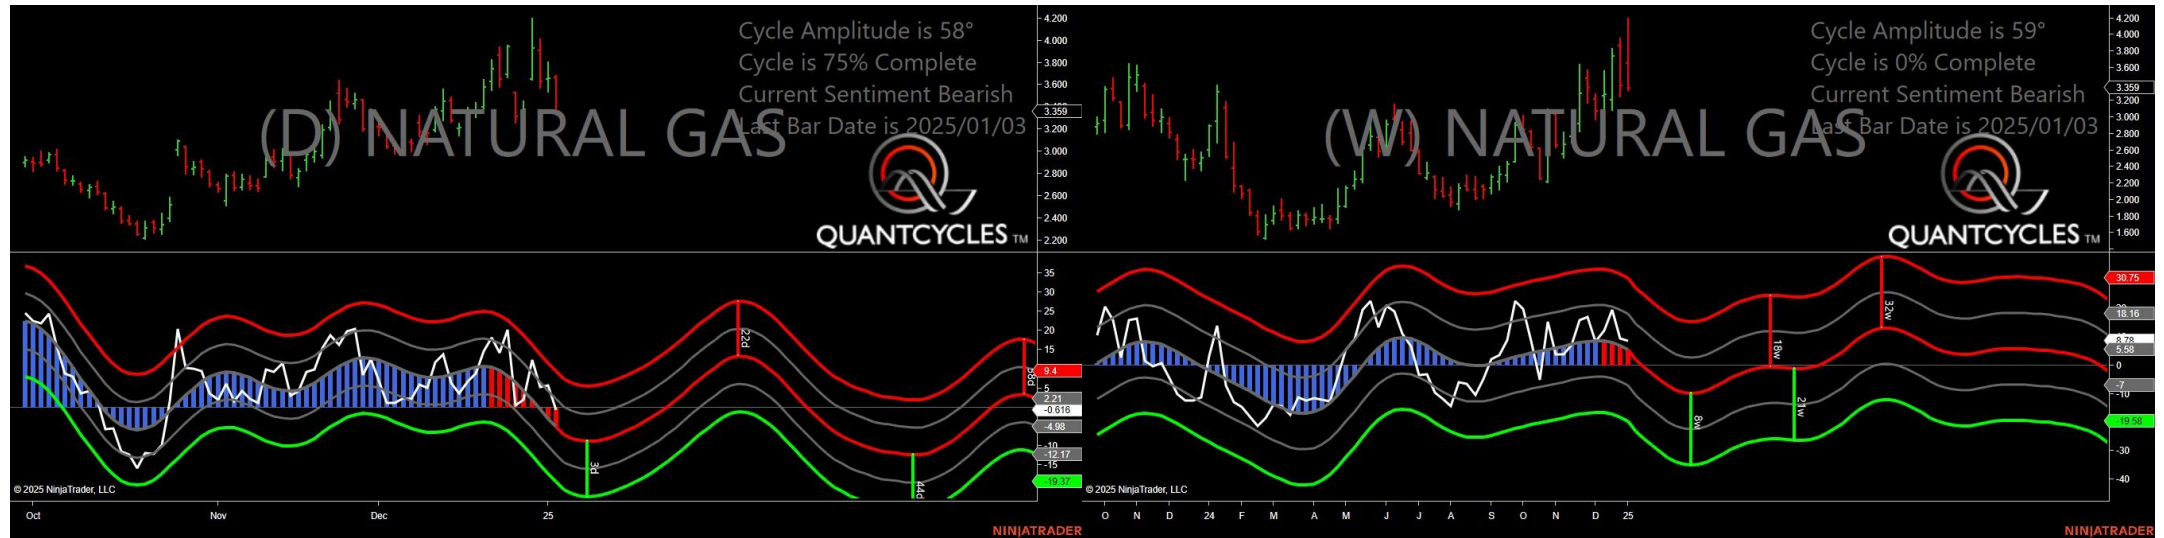 Cycle Amplitude is 58°
Cycle is 75% Complete
Current Sentiment Bearish
Last Bar Date is 2025/01/03
(D) NATURAL GAS
QUANTCYCLES TM
4.200
4.000
3.800
3.600
3.359
3.200
3.000
2.800
2.600
2.400
2.200
35
30
25
20
15
9.4
5
2.21
-0.616
-4.98
-10
-12.17
-15
-19.37
22d
3d
44d
© 2025 NinjaTrader, LLC
Oct
Nov
Dec
25
NINJATRADER
Cycle Amplitude is 59°
Cycle is 0% Complete
Current Sentiment Bearish
Last Bar Date is 2025/01/03
(W) NATURAL GAS
QUANTCYCLES TM
4.200
4.000
3.800
3.600
3.359
3.200
3.000
2.800
2.600
2.400
2.200
2.000
1.800
1.600
30.75
18.16
8.78
5.58
0
-7
-10
-19.58
-30
-40
32w
18w
21w
8w
© 2025 NinjaTrader, LLC
O
N
D
24
F
M
A
M
J
J
A
S
O
N
D
25
NINJATRADER